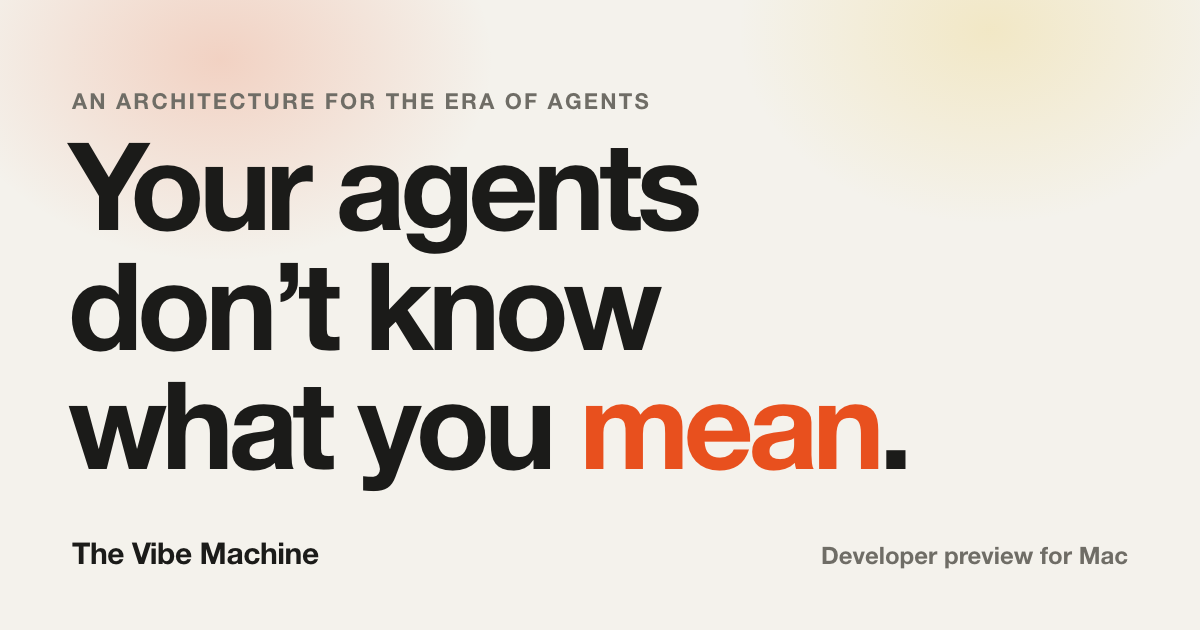 AN ARCHITECTURE FOR THE ERA OF AGENTS
Your agents
don’t know
what you mean.
The Vibe Machine
Developer preview for Mac